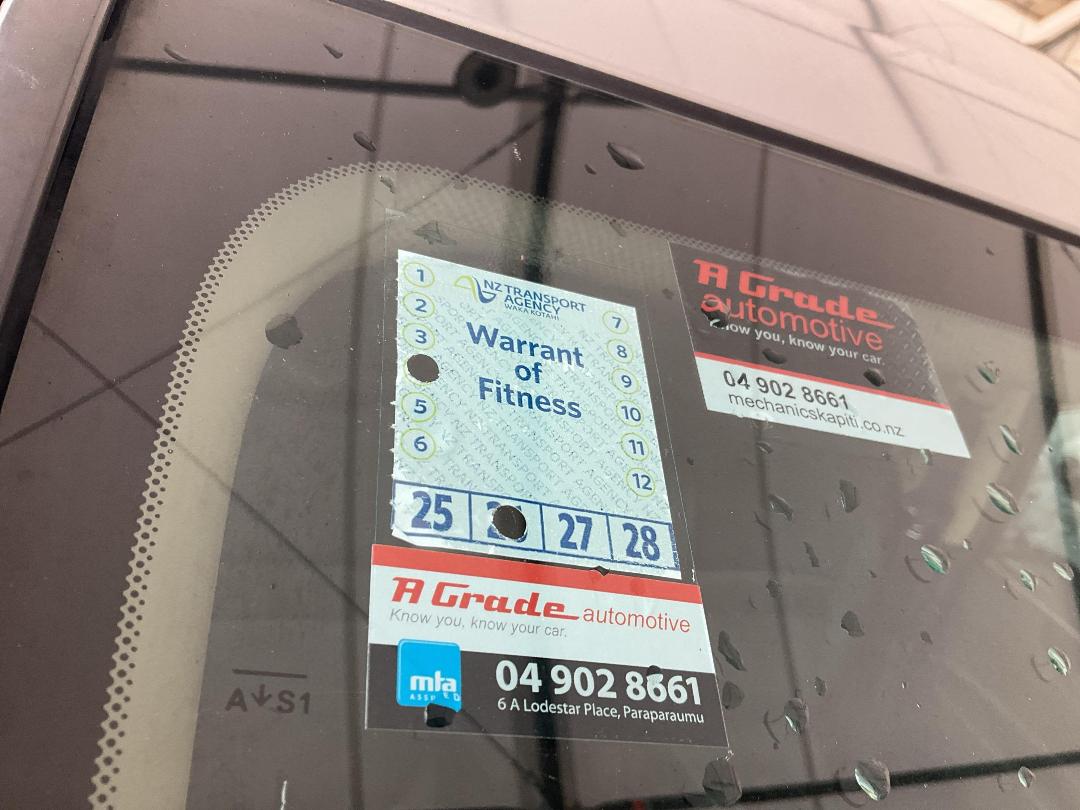 1
2
3
5
6
7
8
9
10
11
12
NZ TRANSPORT
AGENCY
WAKA KOTAHI
Warrant
of
Fitness
25 26 27 28
A Grade automotive
Know you, know your car.
mta
ASSURED
04 902 8661
6 A Lodestar Place, Paraparaumu
A Grade
automotive
Know you, know your car.
04 902 8661
mechanicskapiti.co.nz
A↓S1